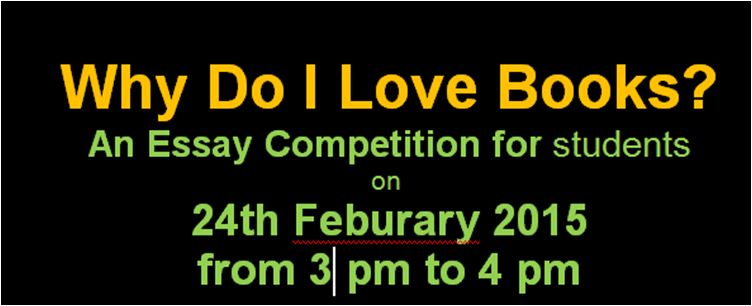 Why Do I Love Books?
An Essay Competition for students
on
24th Feburary 2015
from 3 pm to 4 pm